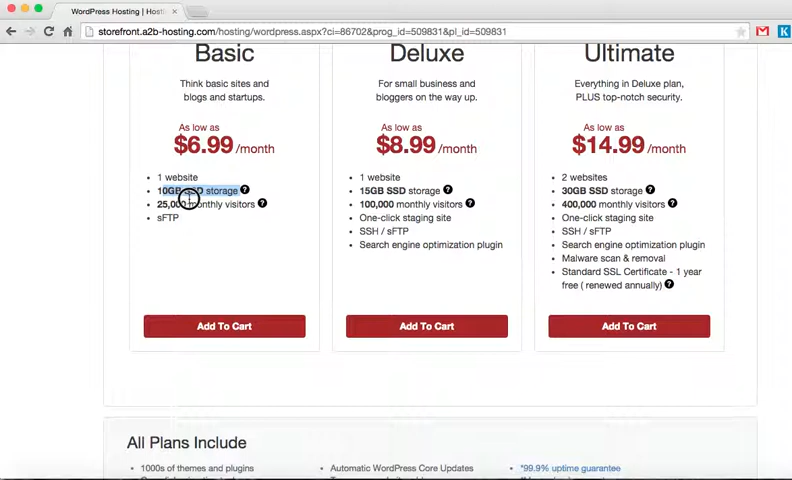 WordPress Hosting | Host
storefront.a2b-hosting.com/hosting/wordpress.aspx?ci=86702&prog_id=509831&pl_id=509831
Basic
Think basic sites and
blogs and startups.
As low as
$6.99 /month
1 website
10GB SSD storage
25,000 monthly visitors
sFTP
Add To Cart
Deluxe
For small business and
bloggers on the way up.
As low as
$8.99 /month
1 website
15GB SSD storage
100,000 monthly visitors
One-click staging site
SSH / sFTP
Search engine optimization plugin
Add To Cart
Ultimate
Everything in Deluxe plan,
PLUS top-notch security.
As low as
$14.99 /month
2 websites
30GB SSD storage
400,000 monthly visitors
One-click staging site
SSH / sFTP
Search engine optimization plugin
Malware scan & removal
Standard SSL Certificate - 1 year
free ( renewed annually)
Add To Cart
All Plans Include
1000s of themes and plugins
Automatic WordPress Core Updates
*99.9% uptime guarantee